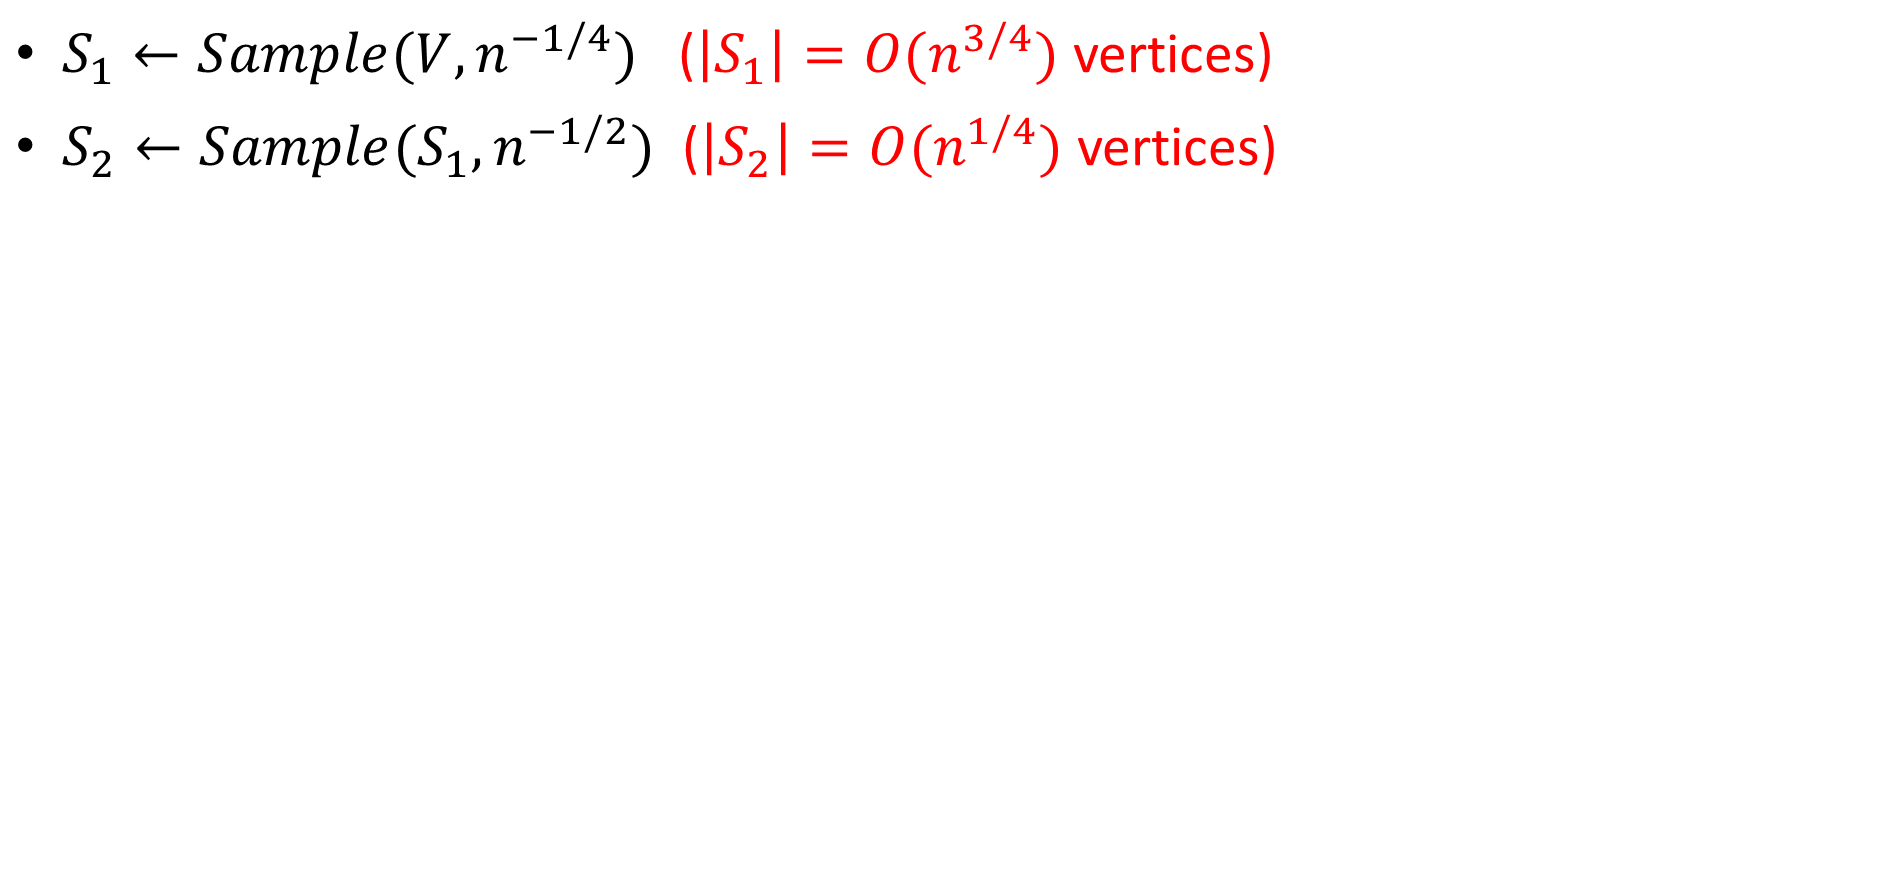 • S₁ ← Sample(V, n^{−1/4}) (|S₁| = O(n^{3/4}) vertices)
• S₂ ← Sample(S₁, n^{−1/2}) (|S₂| = O(n^{1/4}) vertices)